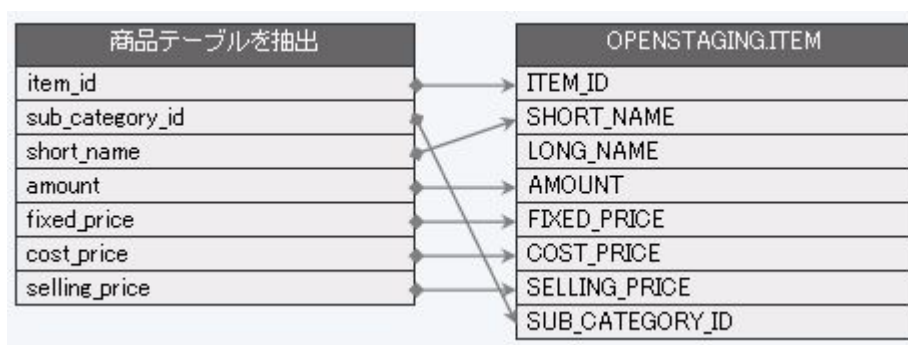 商品テーブルを抽出
item_id
sub_category_id
short_name
amount
fixed_price
cost_price
selling_price
OPENSTAGING.ITEM
ITEM_ID
SHORT_NAME
LONG_NAME
AMOUNT
FIXED_PRICE
COST_PRICE
SELLING_PRICE
SUB_CATEGORY_ID